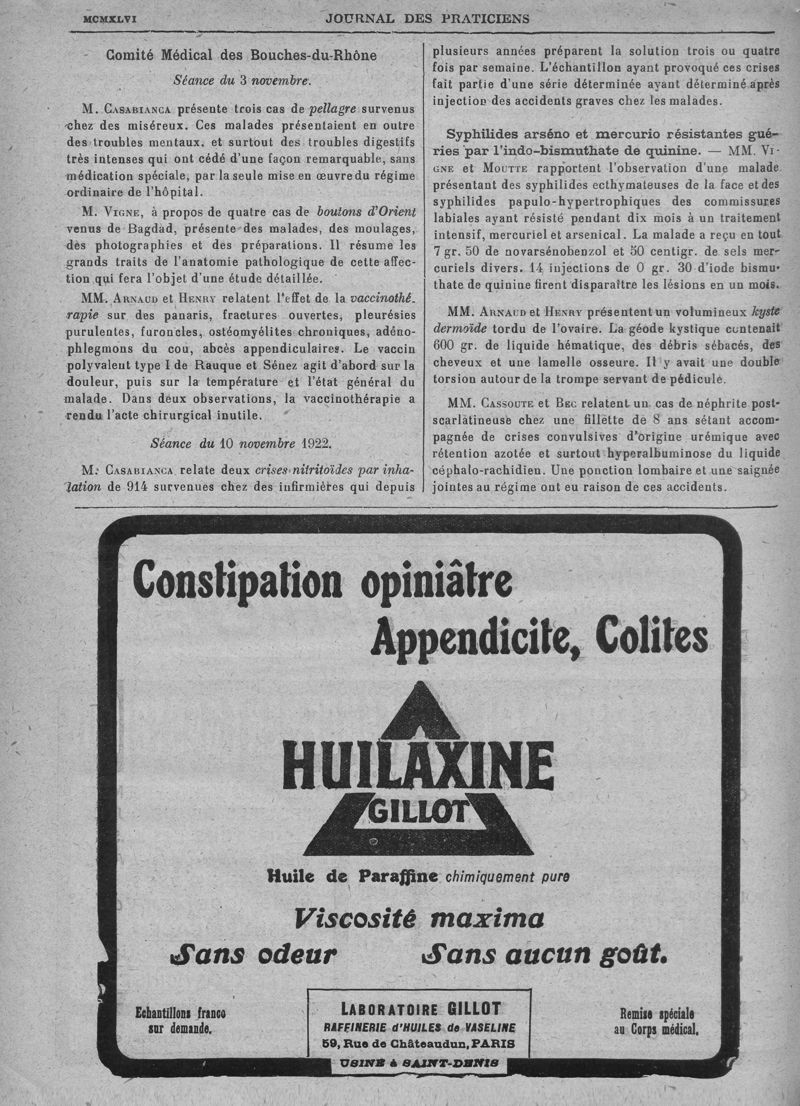 MCMXLVI
JOURNAL DES PRATICIENS
Comité Médical des Bouches-du-Rhône
Séance du 3 novembre.
M. CASABIANCA présente trois cas de pellagre survenus
chez des miséreux. Ces malades présentaient en outre
des troubles mentaux. et surtout des troubles digestifs
très intenses qui ont cédé d'une façon remarquable, sans
médication spéciale, par la seule mise en œuvre du régime
ordinaire de l'hôpital.
M. VIGNE, à propos de quatre cas de boutons d'Orient
venus de Bagdad, présente des malades, des moulages,
des photographies et des préparations. Il résume les
grands traits de l'anatomie pathologique de cette affec-
tion qui fera l'objet d'une étude détaillée.
MM. ARNAUD et HENRY relatent l'effet de la vaccinothé-
rapie sur des panaris, fractures ouvertes, pleurésies
purulentes, furoncles, ostéomyélites chroniques, adéno-
phlegmons du cou, abcès appendiculaires. Le vaccin
polyvalent type I de Rauque et Sénez agit d'abord sur la
douleur, puis sur la température et l'état général du
malade. Dans deux observations, la vaccinothérapie a
rendu l'acte chirurgical inutile.
Séance du 10 novembre 1922.
M. CASABIANCA relate deux crises nitritoïdes par inha-
lation de 914 survenues chez des infirmières qui depuis
plusieurs années préparent la solution trois ou quatre
fois par semaine. L'échantillon ayant provoqué ces crises
fait partie d'une série déterminée ayant déterminé après
injection des accidents graves chez les malades.
Syphilides arséno et mercurio résistantes gué-
ries par l'indo-bismuthate de quinine. — MM. VI-
GNE et MOUTTE rapportent l'observation d'une malade
présentant des syphilides ecthymateuses de la face et des
syphilides papulo-hypertrophiques des commissures
labiales ayant résisté pendant dix mois à un traitement
intensif, mercuriel et arsenical. La malade a reçu en tout
7 gr. 50 de novarsénobenzol et 50 centigr. de sels mer-
curiels divers. 14 injections de 0 gr. 30 d'iode bismu-
thate de quinine firent disparaître les lésions en un mois.
MM. ARNAUD et HENRY présentent un volumineux kyste
dermoïde tordu de l'ovaire. La géode kystique contenait
600 gr. de liquide hématique, des débris sébacés, des
cheveux et une lamelle osseure. Il y avait une double
torsion autour de la trompe servant de pédicule.
MM. CASSOUTE et BEC relatent un cas de néphrite post-
scarlatineuse chez une fillette de 8 ans sétant accom-
pagnée de crises convulsives d'origine urémique avec
rétention azotée et surtout hyperalbuminose du liquide
céphalo-rachidien. Une ponction lombaire et une saignée
jointes au régime ont eu raison de ces accidents.
Constipation opiniâtre
Appendicite, Colites
HUILAXINE
GILLOT
Huile de Paraffine chimiquement pure
Viscosité maxima
Sans odeur Sans aucun goût.
Echantillons franco
sur demande.
LABORATOIRE GILLOT
RAFFINERIE d'HUILES de VASELINE
59, Rue de Châteaudun, PARIS
USINE à SAINT-DENIS
Remise spéciale
au Corps médical.